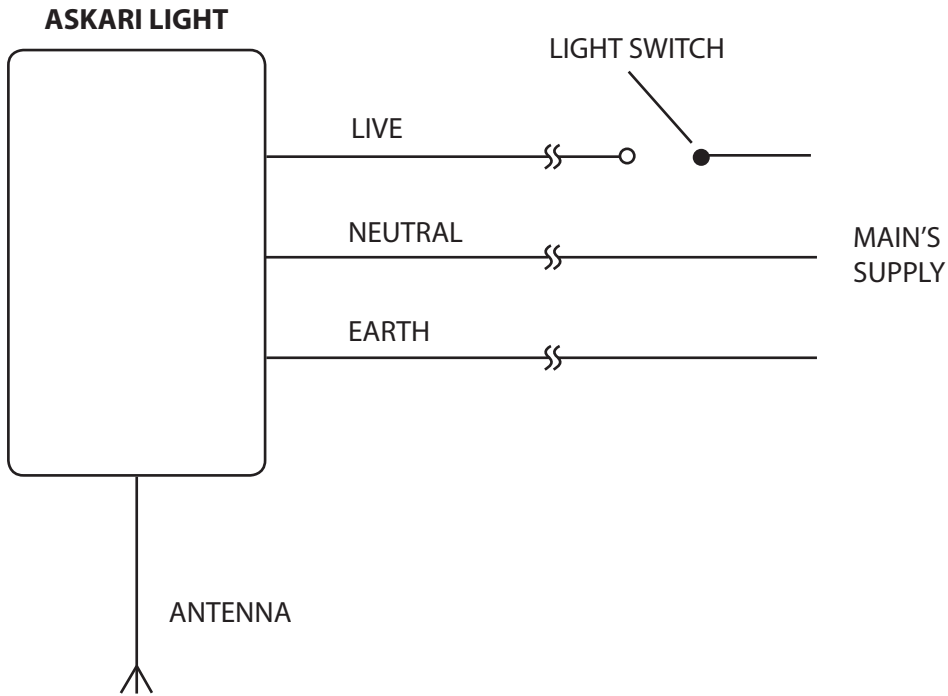 ASKARI LIGHT
LIGHT SWITCH
LIVE
NEUTRAL
MAIN'S
SUPPLY
EARTH
ANTENNA